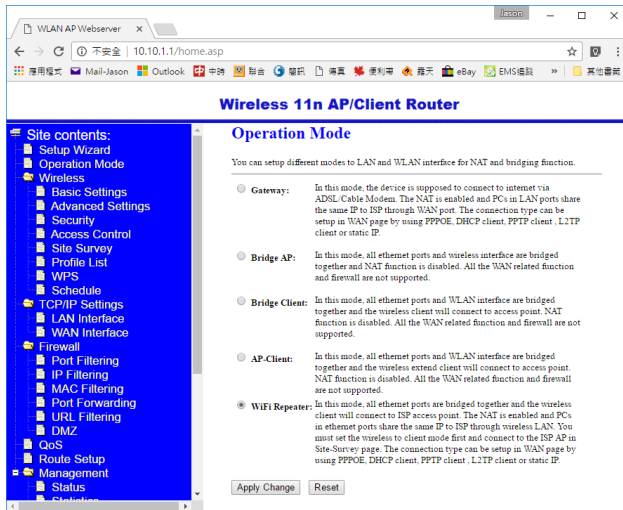 Jason
WLAN AP Webserver
不安全 | 10.10.1.1/home.asp
應用程式 Mail-Jason Outlook 中時 聯合 蘋訊 傳真 便利帶 露天 eBay EMS追蹤 » 其他書籤
Wireless 11n AP/Client Router
Site contents:
Setup Wizard
Operation Mode
Wireless
Basic Settings
Advanced Settings
Security
Access Control
Site Survey
Profile List
WPS
Schedule
TCP/IP Settings
LAN Interface
WAN Interface
Firewall
Port Filtering
IP Filtering
MAC Filtering
Port Forwarding
URL Filtering
DMZ
QoS
Route Setup
Management
Status
Statistics
Operation Mode
You can setup different modes to LAN and WLAN interface for NAT and bridging function.
Gateway: In this mode, the device is supposed to connect to internet via
ADSL/Cable Modem. The NAT is enabled and PCs in LAN ports share
the same IP to ISP through WAN port. The connection type can be
setup in WAN page by using PPPOE, DHCP client, PPTP client , L2TP
client or static IP.
Bridge AP: In this mode, all ethernet ports and wireless interface are bridged
together and NAT function is disabled. All the WAN related function
and firewall are not supported.
Bridge Client: In this mode, all ethernet ports and WLAN interface are bridged
together and the wireless client will connect to access point. NAT
function is disabled. All the WAN related function and firewall are not
supported.
AP-Client: In this mode, all ethernet ports and WLAN interface are bridged
together and the wireless extend client will connect to access point.
NAT function is disabled. All the WAN related function and firewall
are not supported.
WiFi Repeater: In this mode, all ethernet ports are bridged together and the wireless
client will connect to ISP access point. The NAT is enabled and PCs
in ethernet ports share the same IP to ISP through wireless LAN. You
must set the wireless to client mode first and connect to the ISP AP in
Site-Survey page. The connection type can be setup in WAN page by
using PPPOE, DHCP client, PPTP client , L2TP client or static IP.
Apply Change Reset